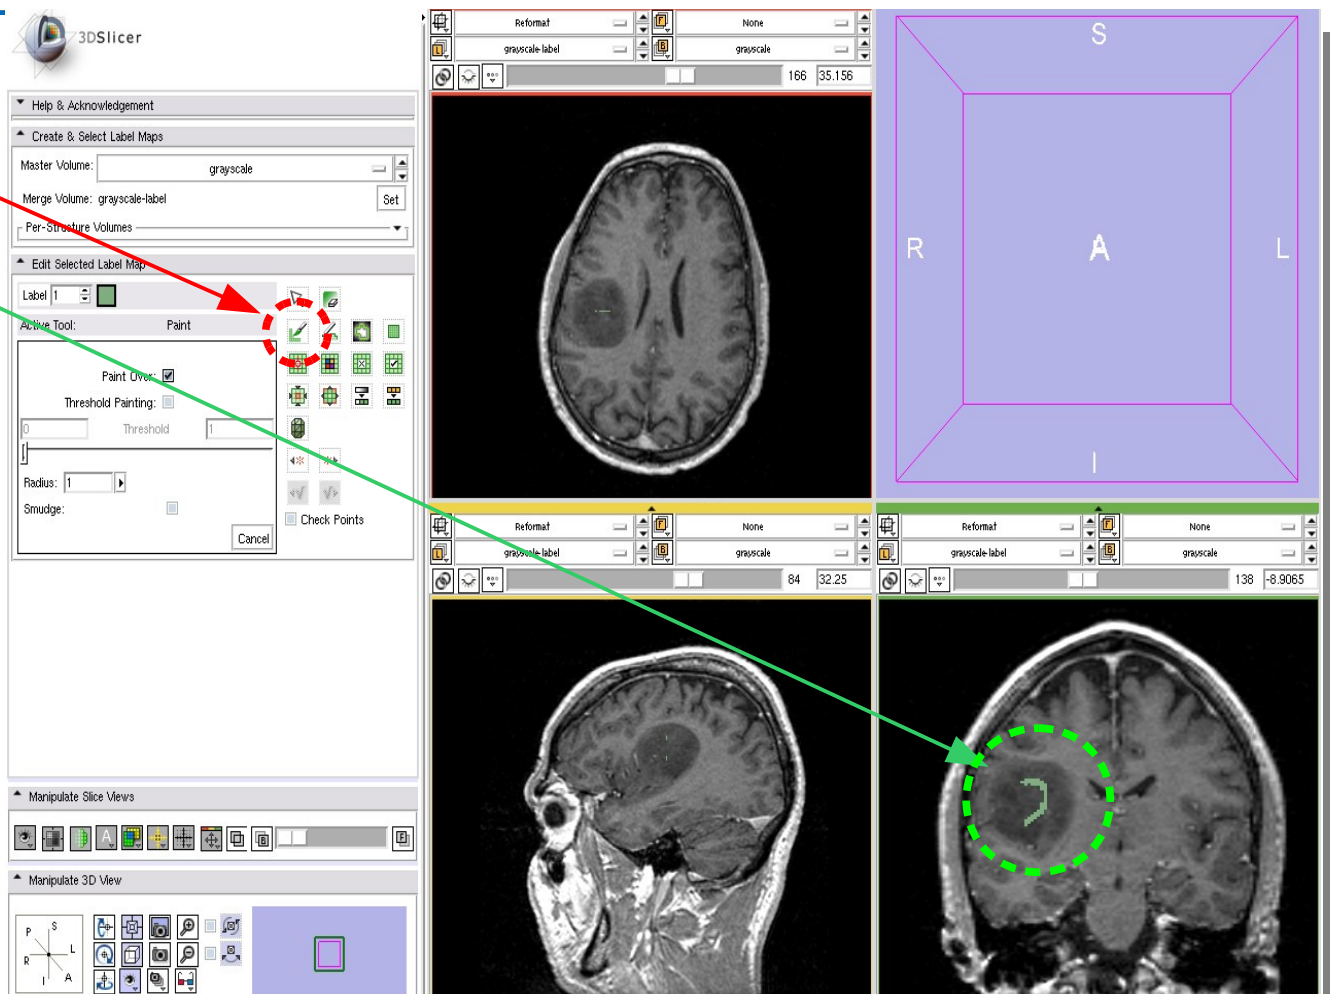 3DSlicer
Help & Acknowledgement
Create & Select Label Maps
Master Volume: grayscale
Merge Volume: grayscale-label Set
Per-Structure Volumes
Edit Selected Label Map
Label 1
Active Tool: Paint
Paint Over:
Threshold Painting:
0 Threshold 1
Radius: 1
Smudge:
Cancel
Check Points
Manipulate Slice Views
A
B
F
Manipulate 3D View
P S
R L
I A
Reformat F None
L grayscale-label B grayscale
166 35.156
S
R A L
I
Reformat F None
L grayscale-label B grayscale
84 32.25
Reformat F None
L grayscale-label B grayscale
138 -8.9065